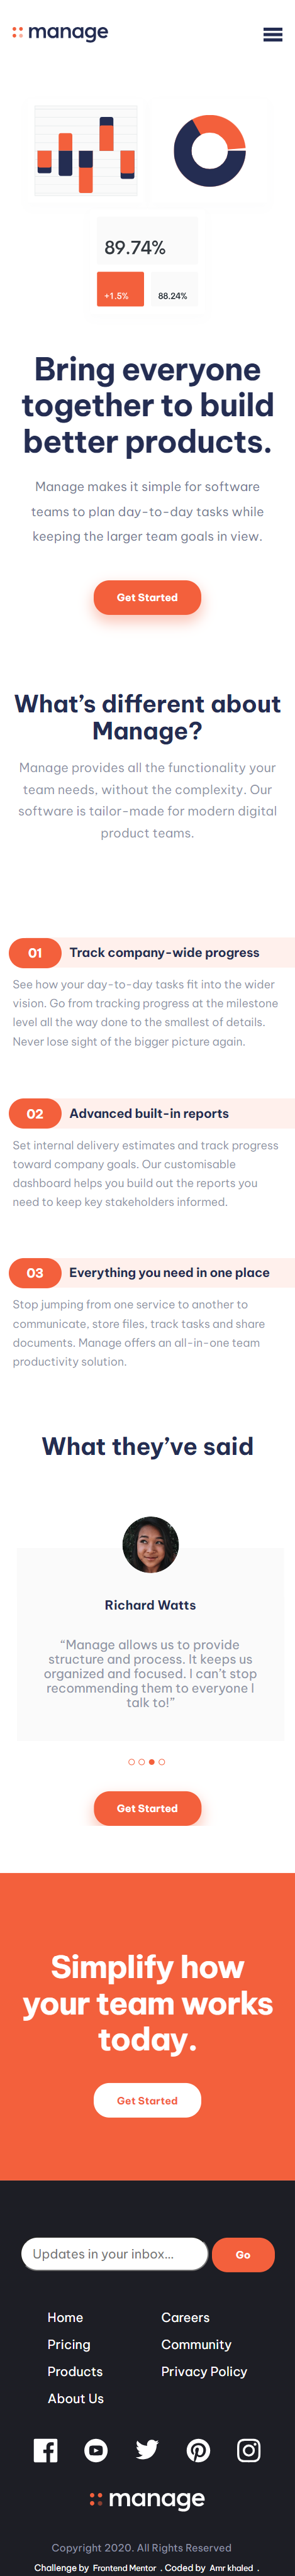 manage
89.74%
+1.5%
88.24%
Bring everyone
together to build
better products.
Manage makes it simple for software
teams to plan day-to-day tasks while
keeping the larger team goals in view.
Get Started
What's different about
Manage?
Manage provides all the functionality your
team needs, without the complexity. Our
software is tailor-made for modern digital
product teams.
01 Track company-wide progress
See how your day-to-day tasks fit into the wider
vision. Go from tracking progress at the milestone
level all the way done to the smallest of details.
Never lose sight of the bigger picture again.
02 Advanced built-in reports
Set internal delivery estimates and track progress
toward company goals. Our customisable
dashboard helps you build out the reports you
need to keep key stakeholders informed.
03 Everything you need in one place
Stop jumping from one service to another to
communicate, store files, track tasks and share
documents. Manage offers an all-in-one team
productivity solution.
What they've said
Richard Watts
“Manage allows us to provide
structure and process. It keeps us
organized and focused. I can't stop
recommending them to everyone I
talk to!”
Get Started
Simplify how
your team works
today.
Get Started
Updates in your inbox... Go
Home Careers
Pricing Community
Products Privacy Policy
About Us
manage
Copyright 2020. All Rights Reserved
Challenge by Frontend Mentor . Coded by Amr khaled .